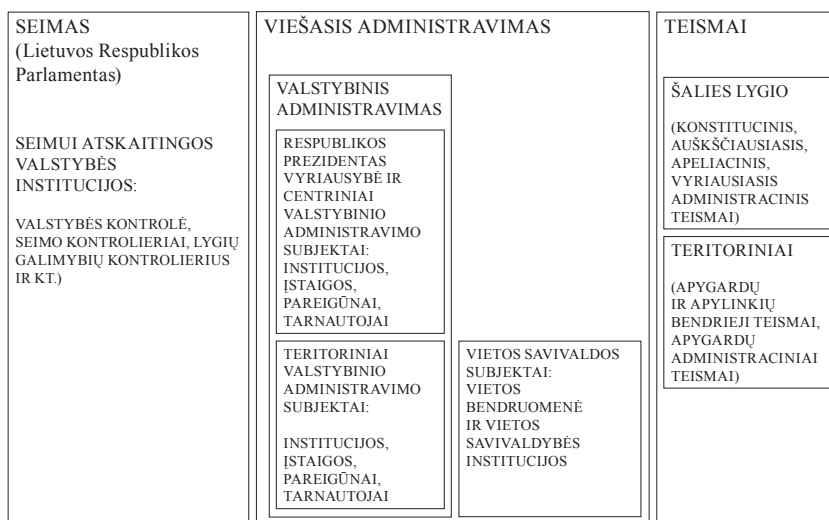 SEIMAS
(Lietuvos Respublikos
Parlamentas)
SEIMUI ATSKAITINGOS
VALSTYBĖS
INSTITUCIJOS:
VALSTYBĖS KONTROLĖ,
SEIMO KONTROLIERIAI, LYGIŲ
GALIMYBIŲ KONTROLIERIUS
IR KT.)
VIEŠASIS ADMINISTRAVIMAS
VALSTYBINIS
ADMINISTRAVIMAS
RESPUBLIKOS
PREZIDENTAS
VYRIAUSYBĖ IR
CENTRINIAI
VALSTYBINIO
ADMINISTRAVIMO
SUBJEKTAI:
INSTITUCIJOS,
ĮSTAIGOS,
PAREIGŪNAI,
TARNAUTOJAI
TERITORINIAI
VALSTYBINIO
ADMINISTRAVIMO
SUBJEKTAI:
INSTITUCIJOS,
ĮSTAIGOS,
PAREIGŪNAI,
TARNAUTOJAI
VIETOS SAVIVALDOS
SUBJEKTAI:
VIETOS
BENDRUOMENĖ
IR VIETOS
SAVIVALDYBĖS
INSTITUCIJOS
TEISMAI
ŠALIES LYGIO
(KONSTITUCINIS,
AUŠKŠČIAUSIASIS,
APELIACINIS,
VYRIAUSIASIS
ADMINISTRACINIS
TEISMAI)
TERITORINIAI
(APYGARDŲ
IR APYLINKIŲ
BENDRIEJI TEISMAI,
APYGARDŲ
ADMINISTRACINIAI
TEISMAI)